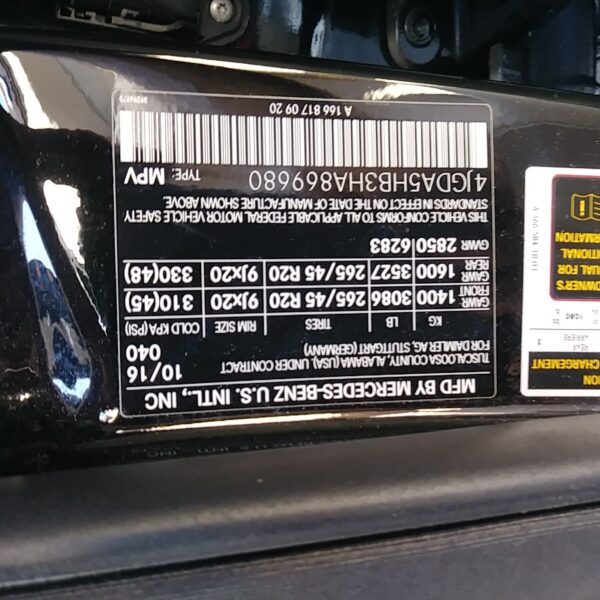 MFD BY MERCEDES-BENZ U.S. INTL., INC
TUSCALOOSA COUNTY, ALABAMA (USA), UNDER CONTRACT
FOR DAIMLER AG, STUTTGART (GERMANY)
10/16
040
KG LB TIRES RIM SIZE COLD KPA (PSI)
GAWR FRONT 1400 3086 265/45 R20 9Jx20 310(45)
GAWR REAR 1600 3527 265/45 R20 9Jx20 330(48)
GVWR 2850 6283
THIS VEHICLE CONFORMS TO ALL APPLICABLE FEDERAL MOTOR VEHICLE SAFETY
STANDARDS IN EFFECT ON THE DATE OF MANUFACTURE SHOWN ABOVE.
4JGDA5HB3HA869680 TYPE: MPV
A 166 817 09 20
CHARGEMENT
REAR
ARRIÈRE
3
OWNER'S
MANUAL FOR
ADDITIONAL
INFORMATION